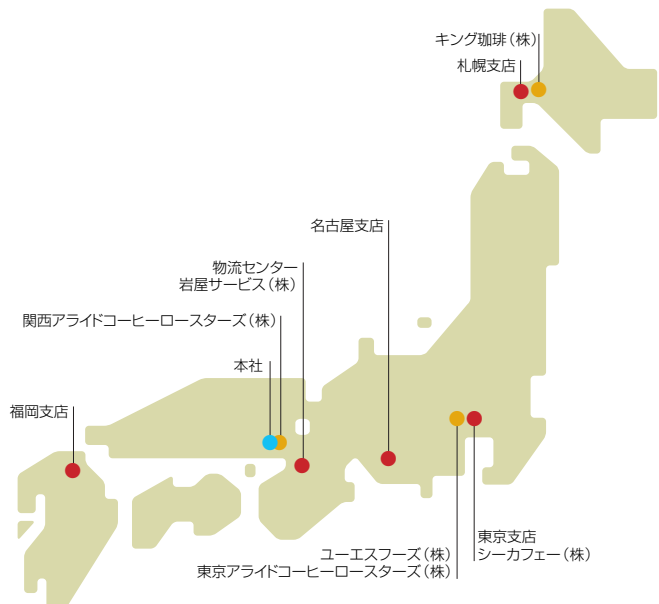 キング珈琲（株）
札幌支店
名古屋支店
物流センター
岩屋サービス（株）
関西アライドコーヒーロースターズ（株）
本社
福岡支店
東京支店
シーカフェー（株）
ユーエスフーズ（株）
東京アライドコーヒーロースターズ（株）